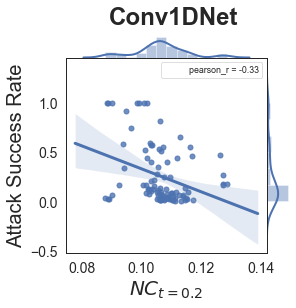 Conv1DNet
pearson_r = -0.33
Attack Success Rate
1.0
0.5
0.0
−0.5
0.08 0.10 0.12 0.14
NC_{t=0.2}